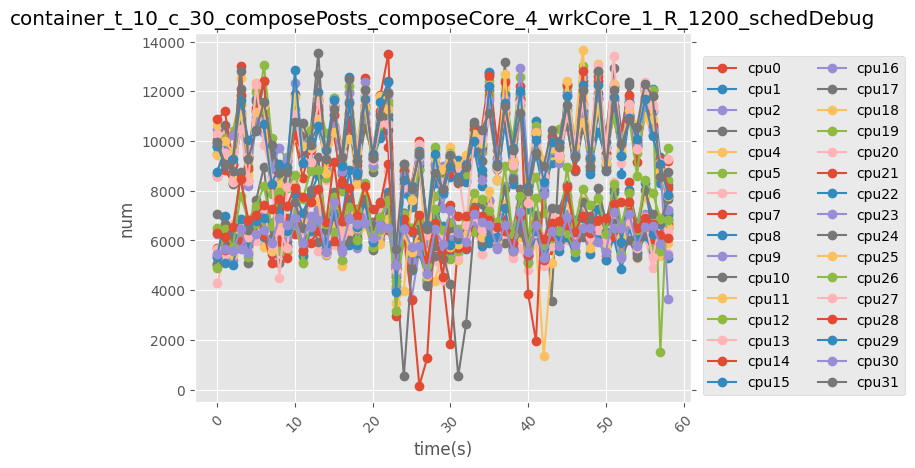 container_t_10_c_30_composePosts_composeCore_4_wrkCore_1_R_1200_schedDebug
14000
12000
10000
8000
6000
4000
2000
0
num
0
10
20
30
40
50
60
time(s)
cpu0
cpu1
cpu2
cpu3
cpu4
cpu5
cpu6
cpu7
cpu8
cpu9
cpu10
cpu11
cpu12
cpu13
cpu14
cpu15
cpu16
cpu17
cpu18
cpu19
cpu20
cpu21
cpu22
cpu23
cpu24
cpu25
cpu26
cpu27
cpu28
cpu29
cpu30
cpu31